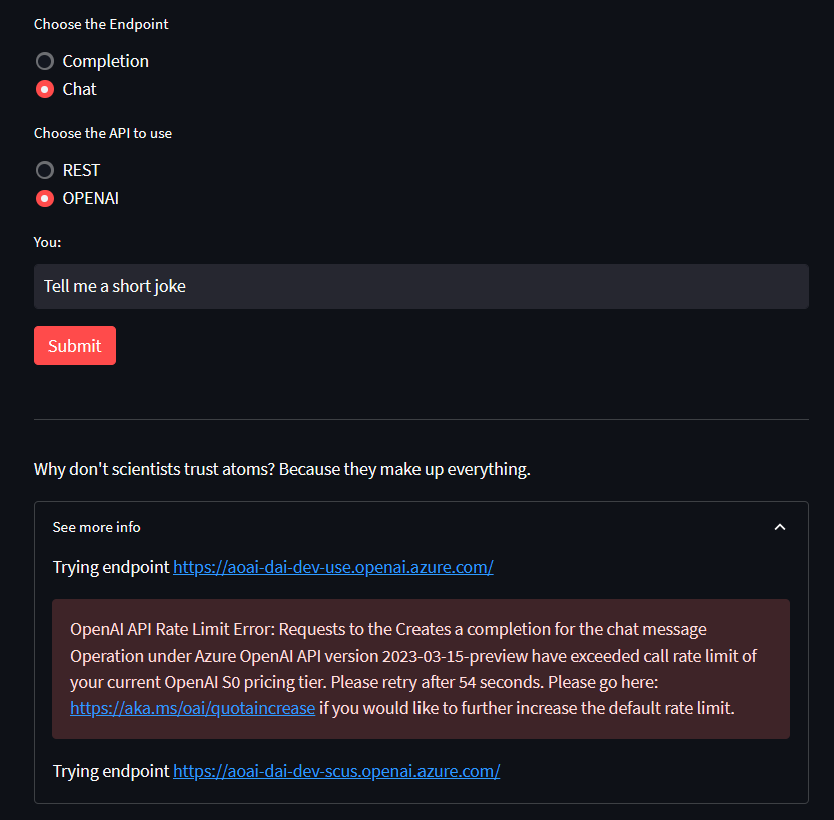 Choose the Endpoint
Completion
Chat
Choose the API to use
REST
OPENAI
You:
Tell me a short joke
Submit
Why don't scientists trust atoms? Because they make up everything.
See more info
Trying endpoint https://aoai-dai-dev-use.openai.azure.com/
OpenAI API Rate Limit Error: Requests to the Creates a completion for the chat message
Operation under Azure OpenAI API version 2023-03-15-preview have exceeded call rate limit of
your current OpenAI S0 pricing tier. Please retry after 54 seconds. Please go here:
https://aka.ms/oai/quotaincrease if you would like to further increase the default rate limit.
Trying endpoint https://aoai-dai-dev-scus.openai.azure.com/